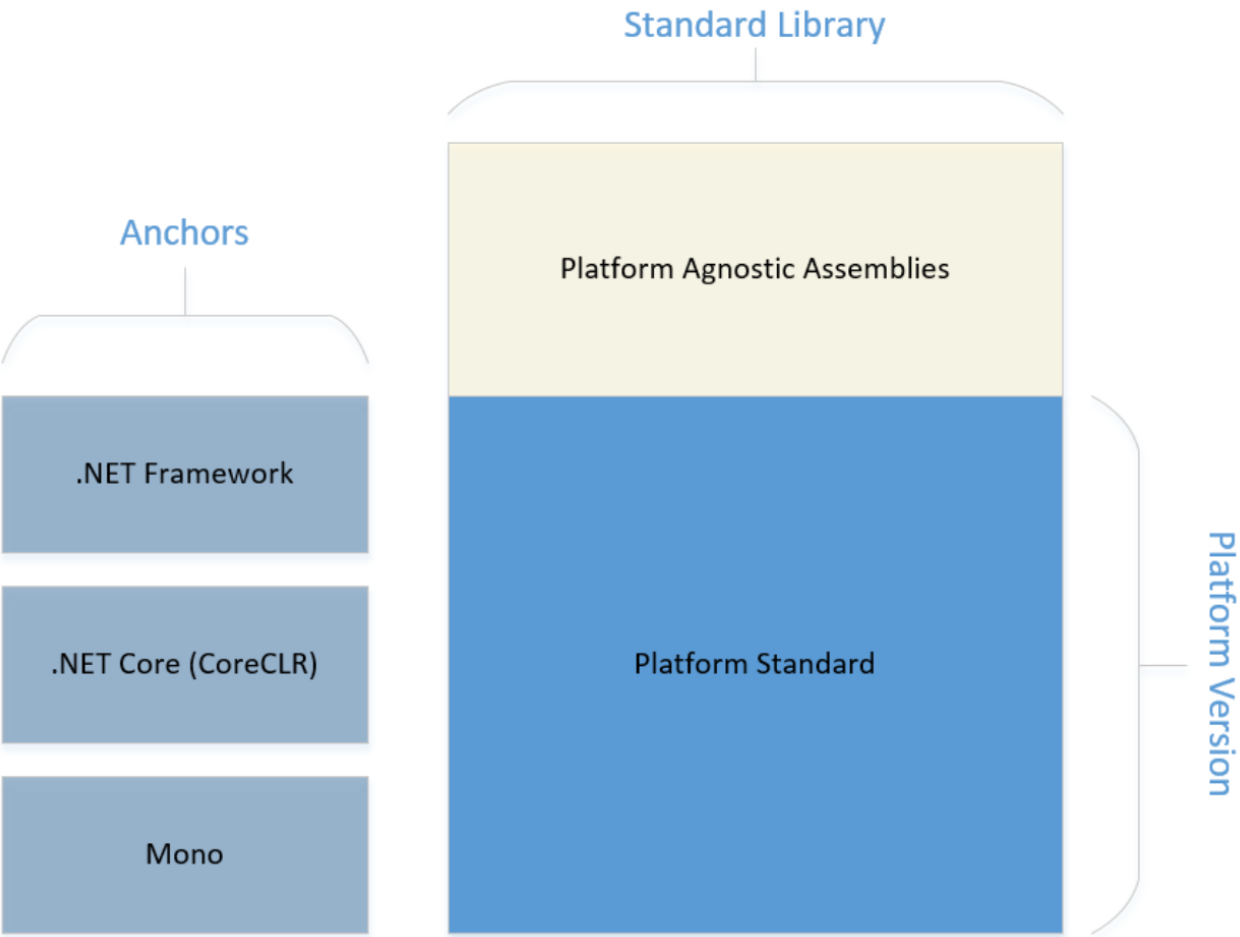 Standard Library
Anchors
Platform Agnostic Assemblies
.NET Framework
.NET Core (CoreCLR)
Platform Standard
Platform Version
Mono